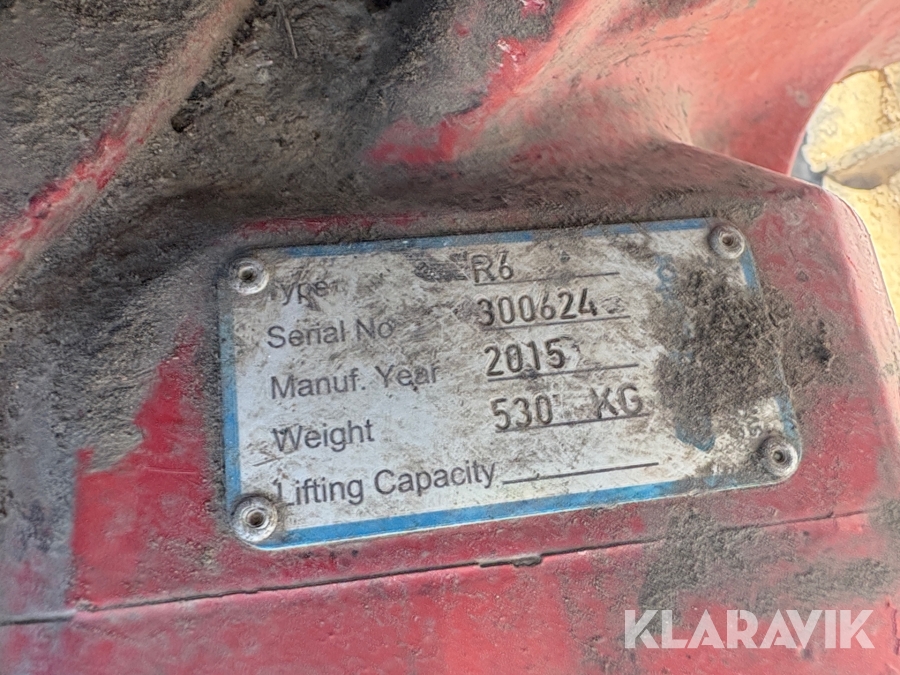 Type R6
Serial No 300624
Manuf. Year 2015
Weight 530 KG
Lifting Capacity
KLARAVIK